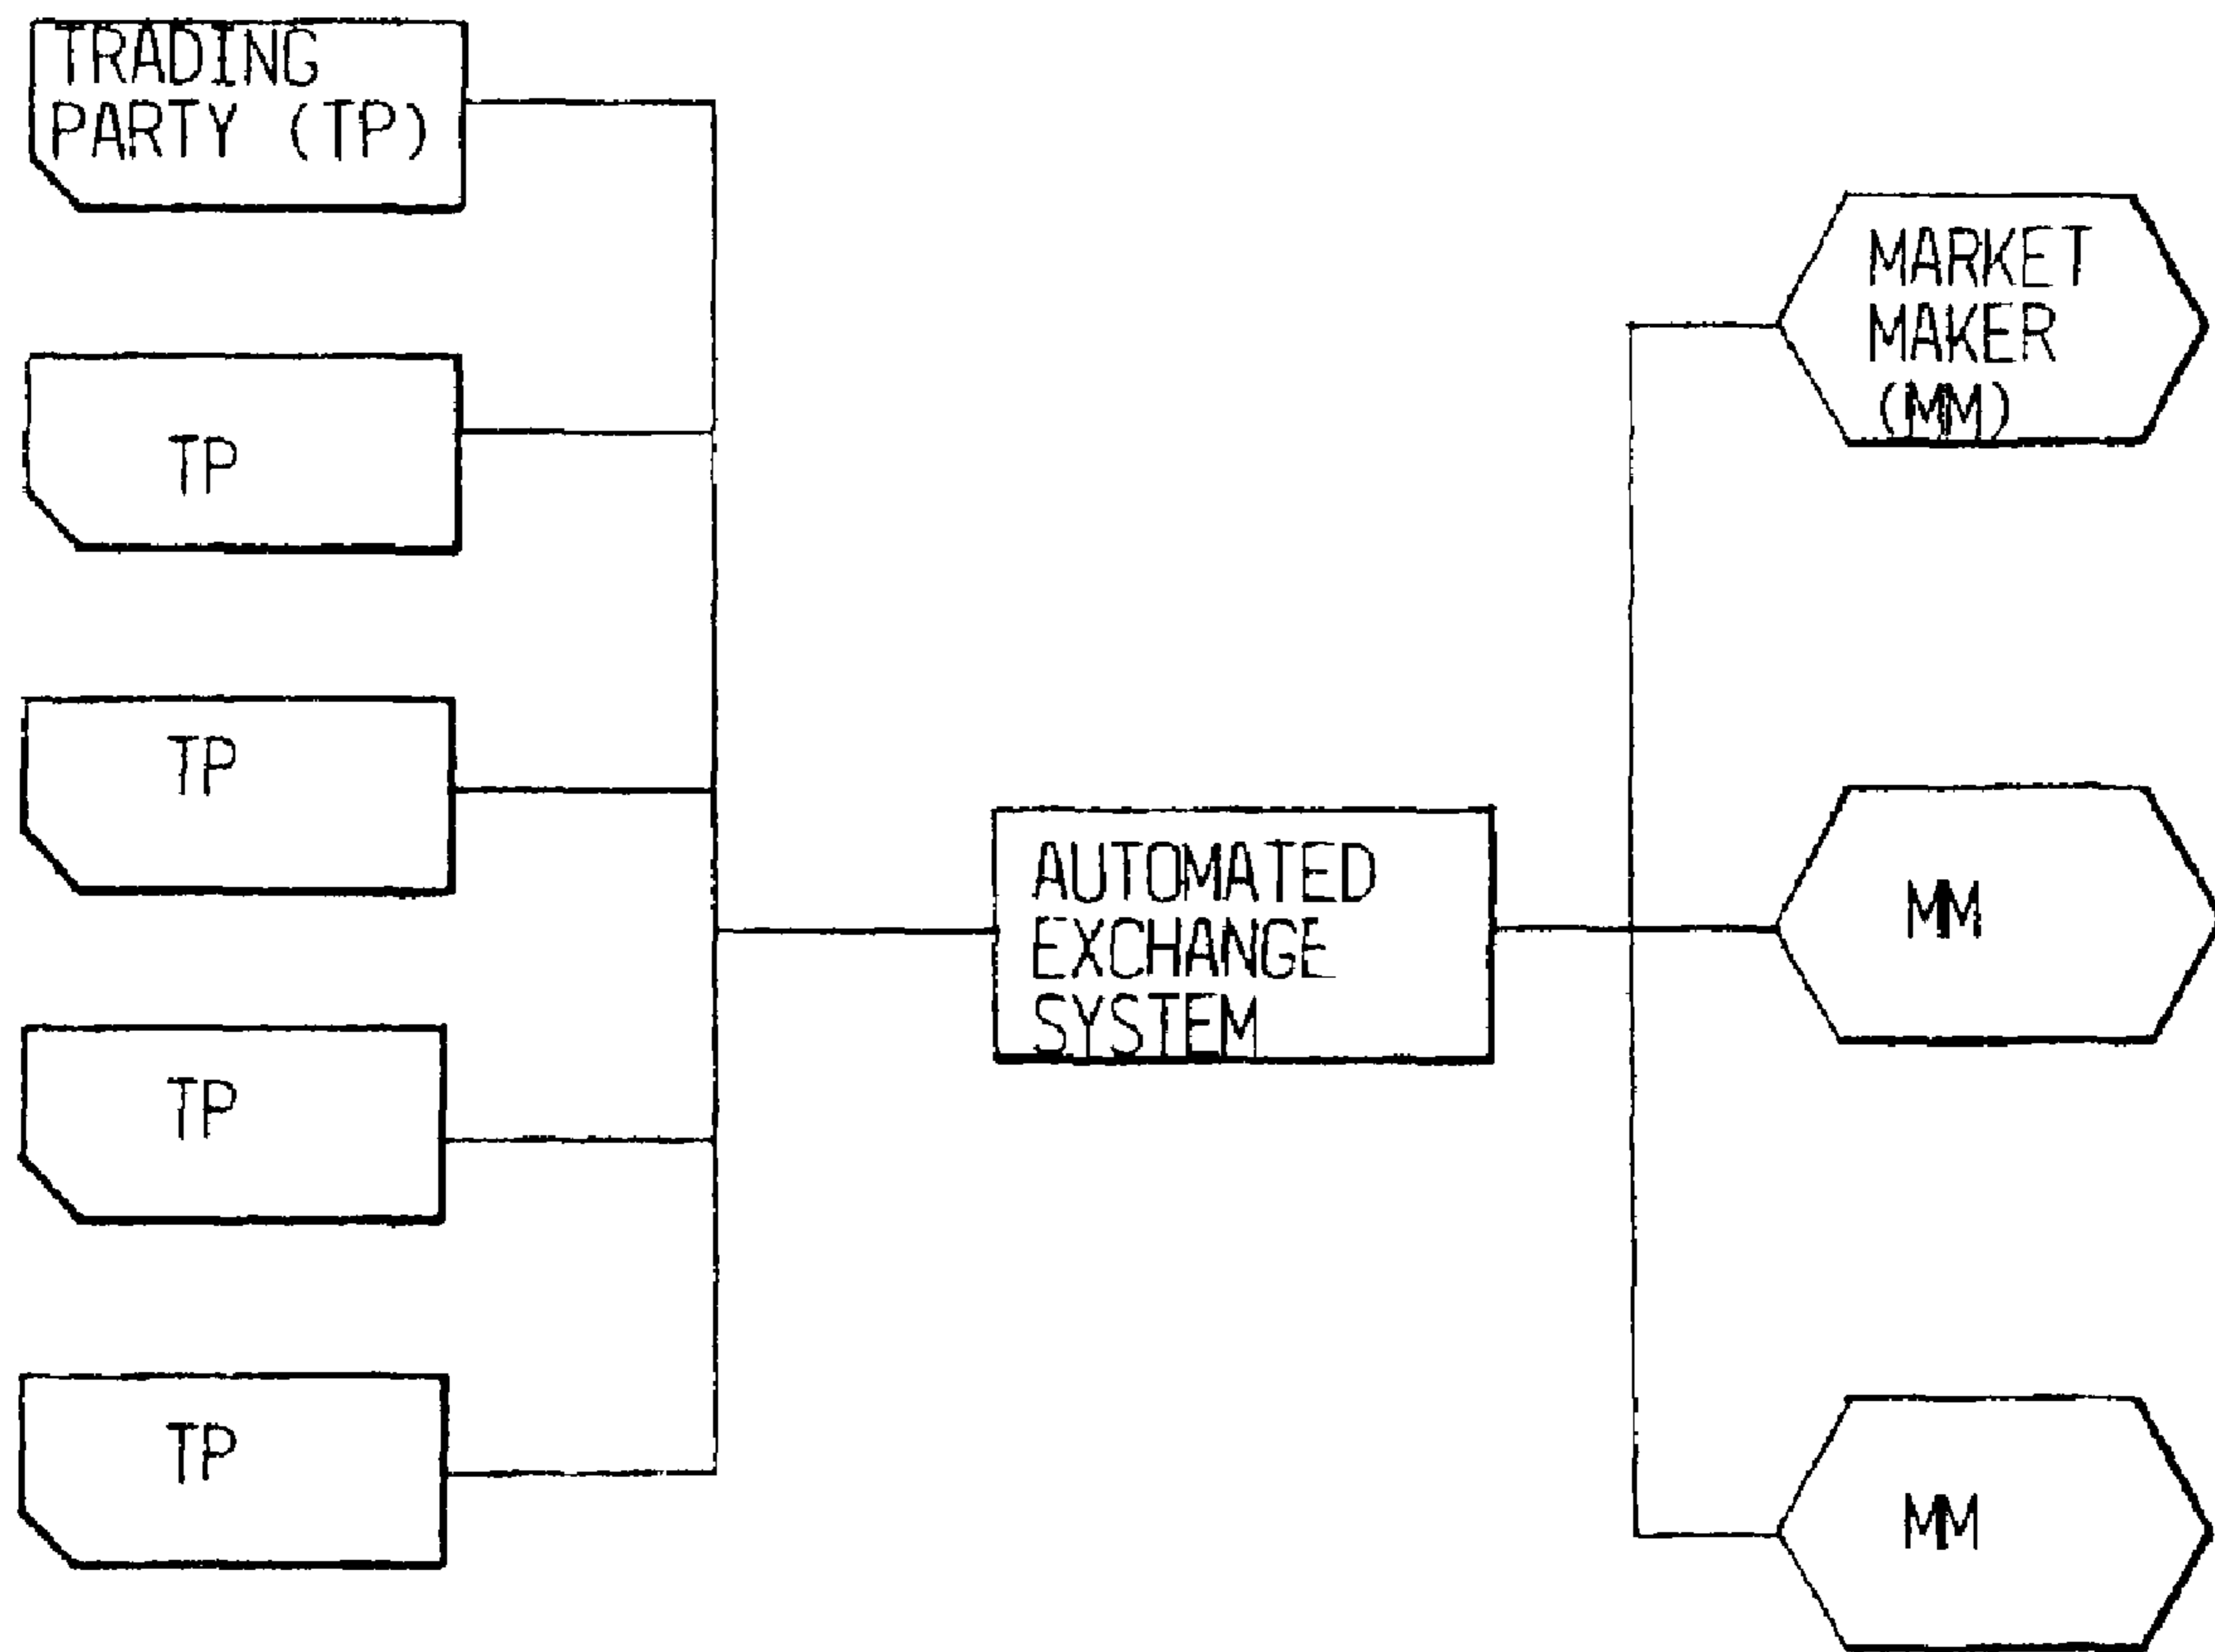 TRADING
PARTY (TP)
TP
TP
TP
TP
AUTOMATED
EXCHANGE
SYSTEM
MARKET
MAKER
(MM)
MM
MM